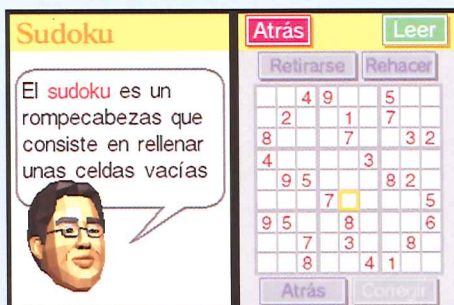 Sudoku
El sudoku es un
rompecabezas que
consiste en rellenar
unas celdas vacías
Atrás Leer
Retirarse Rehacer
4 9 5
2 1 7
8 7 3 2
4 3
9 5 8 2
7 5
9 5 8 6
7 3 8
8 4 1
Atrás Corregir